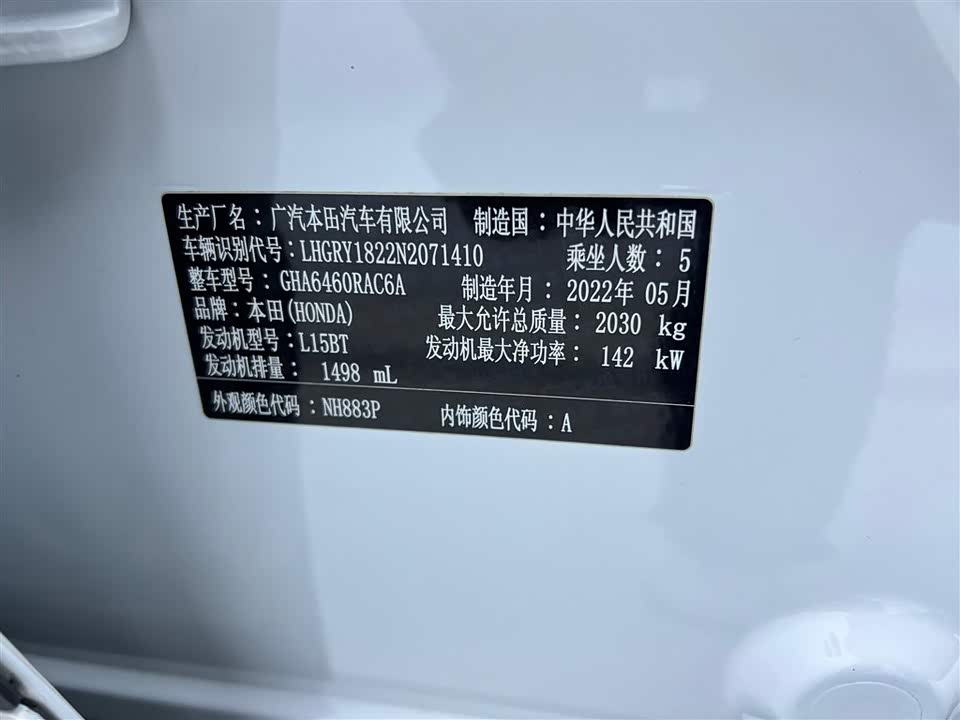 生产厂名：广汽本田汽车有限公司 制造国：中华人民共和国
车辆识别代号：LHGRY1822N2071410 乘坐人数：5
整车型号：GHA6460RAC6A 制造年月：2022年 05月
品牌：本田(HONDA) 最大允许总质量：2030 kg
发动机型号：L15BT 发动机最大净功率：142 kW
发动机排量：1498 mL
外观颜色代码：NH883P 内饰颜色代码：A